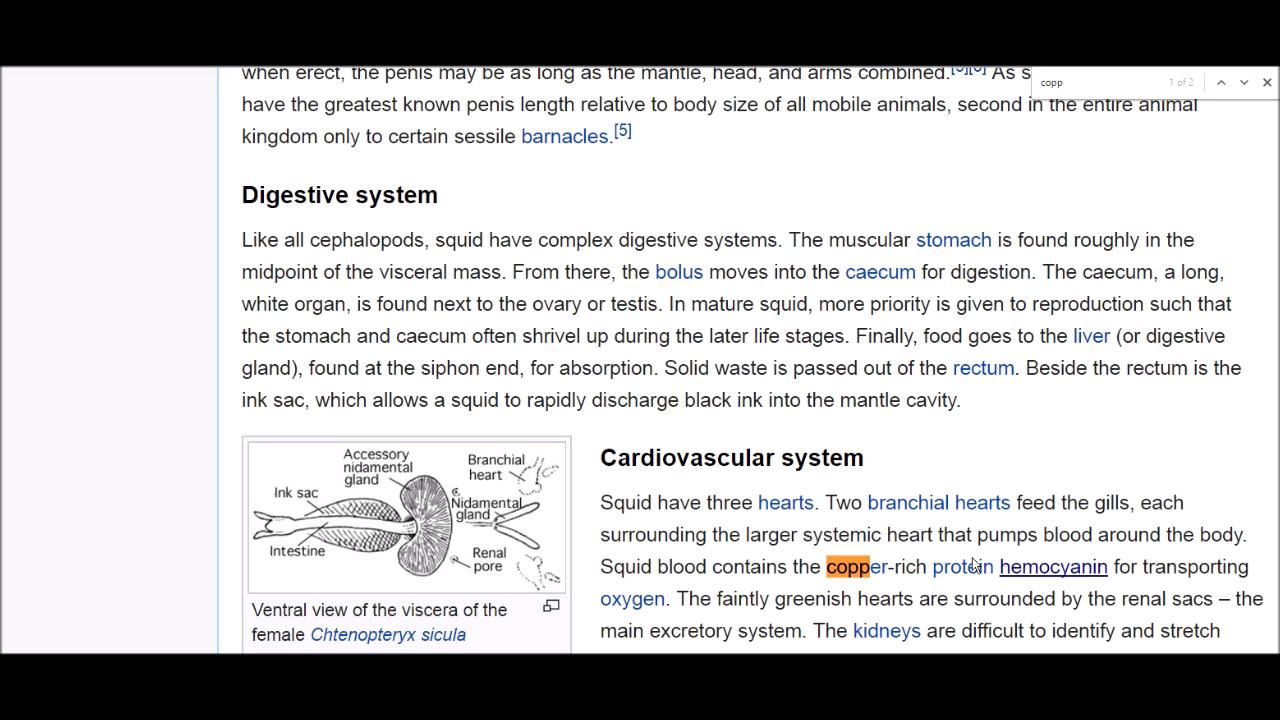 when erect, the penis may be as long as the mantle, head, and arms combined. As s
copp 1 of 2
have the greatest known penis length relative to body size of all mobile animals, second in the entire animal
kingdom only to certain sessile barnacles.[5]
Digestive system
Like all cephalopods, squid have complex digestive systems. The muscular stomach is found roughly in the
midpoint of the visceral mass. From there, the bolus moves into the caecum for digestion. The caecum, a long,
white organ, is found next to the ovary or testis. In mature squid, more priority is given to reproduction such that
the stomach and caecum often shrivel up during the later life stages. Finally, food goes to the liver (or digestive
gland), found at the siphon end, for absorption. Solid waste is passed out of the rectum. Beside the rectum is the
ink sac, which allows a squid to rapidly discharge black ink into the mantle cavity.
Accessory
nidamental
gland
Branchial
heart
Ink sac
Nidamental
gland
Intestine
Renal
pore
Ventral view of the viscera of the
female Chtenopteryx sicula
Cardiovascular system
Squid have three hearts. Two branchial hearts feed the gills, each
surrounding the larger systemic heart that pumps blood around the body.
Squid blood contains the copper-rich protein hemocyanin for transporting
oxygen. The faintly greenish hearts are surrounded by the renal sacs – the
main excretory system. The kidneys are difficult to identify and stretch